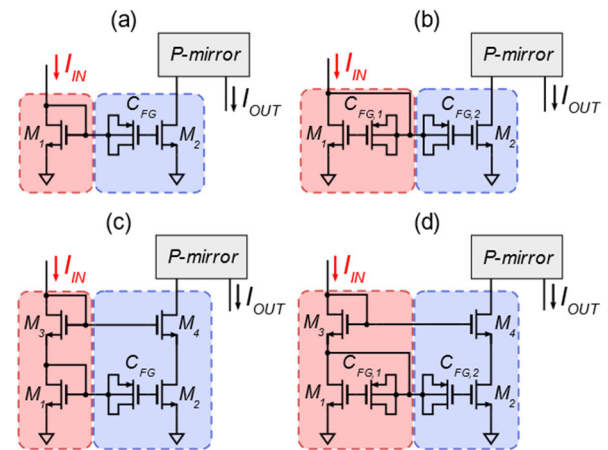 (a)
P-mirror
I_IN
C_FG
I_OUT
M_1
M_2
(b)
P-mirror
I_IN
C_FG,1
C_FG,2
I_OUT
M_1
M_2
(c)
P-mirror
I_IN
I_OUT
M_3
M_4
C_FG
M_1
M_2
(d)
P-mirror
I_IN
I_OUT
M_3
M_4
C_FG,1
C_FG,2
M_1
M_2